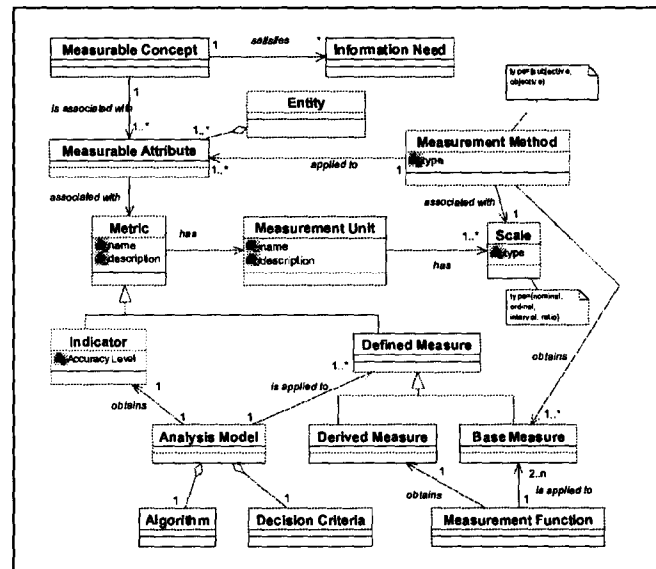 Measurable Concept
1
satisfies
*
Information Need
type={subjective,
objective}
1
is associated with
1..*
Entity
1..*
Measurable Attribute
1..*
applied to
1
Measurement Method
type
associated with
associated with
1
Metric
name
description
has
Measurement Unit
name
description
1..*
has
Scale
type
type={nominal,
ordinal,
interval, ratio}
Indicator
Accuracy Level
Defined Measure
1..*
is applied to
obtains
1
obtains
1
1
1..*
Analysis Model
Derived Measure
Base Measure
1
2..n
obtains
is applied to
1
1
1
Algorithm
Decision Criteria
Measurement Function